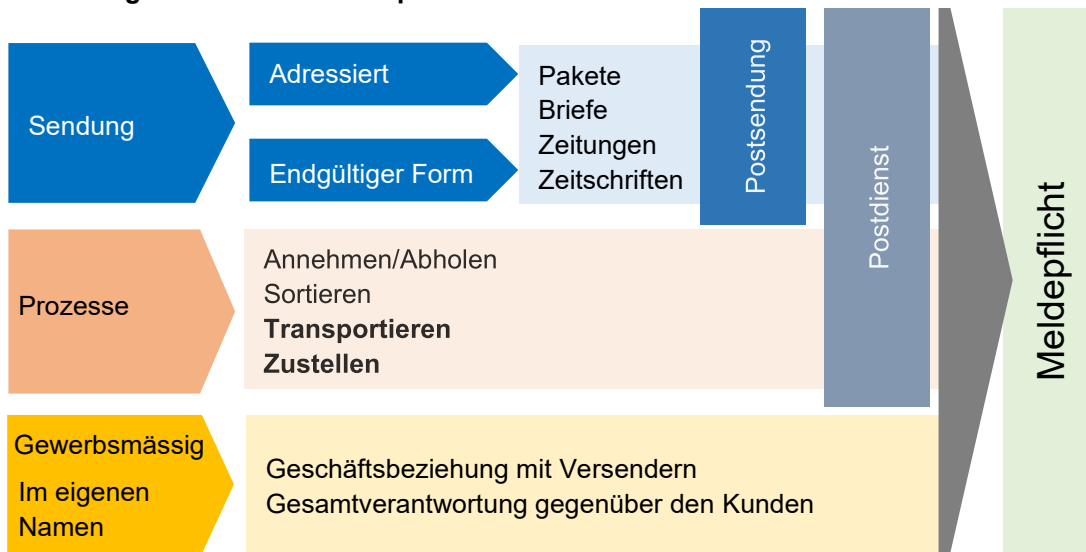 Sendung
Adressiert
Endgültiger Form
Pakete
Briefe
Zeitungen
Zeitschriften
Postsendung
Postdienst
Meldepflicht
Prozesse
Annehmen/Abholen
Sortieren
Transportieren
Zustellen
Gewerbsmässig
Im eigenen
Namen
Geschäftsbeziehung mit Versendern
Gesamtverantwortung gegenüber den Kunden